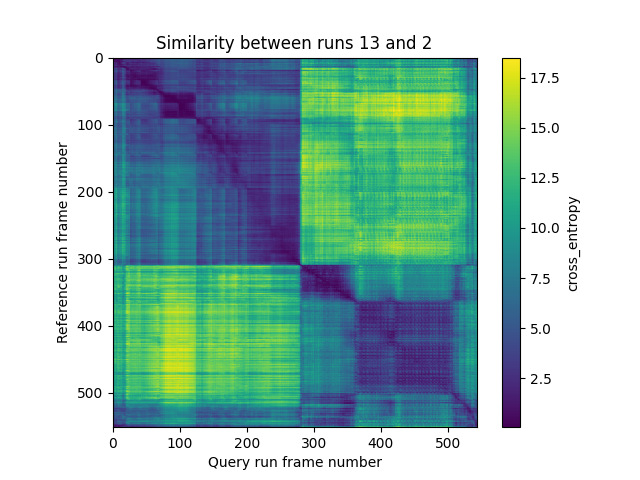 Similarity between runs 13 and 2
0
100
200
300
400
500
Reference run frame number
0 100 200 300 400 500
Query run frame number
17.5
15.0
12.5
10.0
7.5
5.0
2.5
cross_entropy